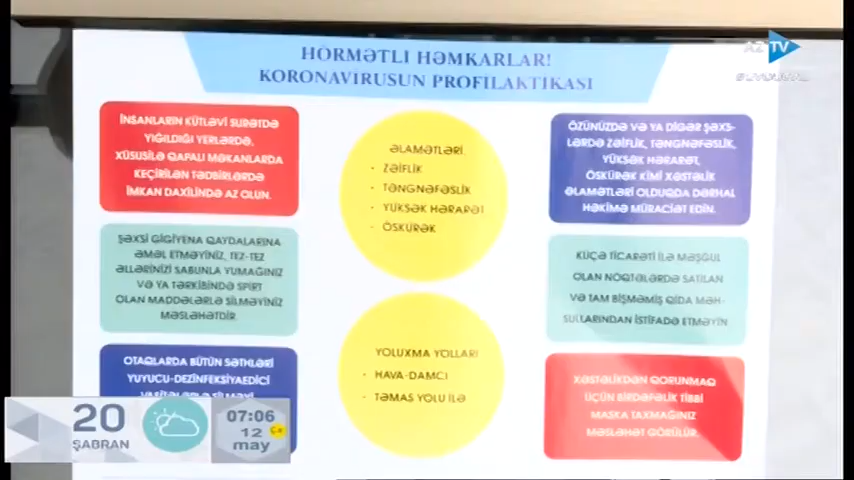 AZTV
HÖRMƏTLİ HƏMKARLAR!
KORONAVİRUSUN PROFİLAKTİKASI
İNSANLARIN KÜTLƏVİ SURƏTDƏ
YIĞILDIĞI YERLƏRDƏ,
XÜSUSİLƏ QAPALI MƏKANLARDA
KEÇİRİLƏN TƏDBİRLƏRDƏ
İMKAN DAXİLİNDƏ AZ OLUN.
ŞƏXSİ GİGİYENA QAYDALARINA
ƏMƏL ETMƏYİNİZ, TEZ-TEZ
ƏLLƏRİNİZİ SABUNLA YUMAĞINIZ
VƏ YA TƏRKİBİNDƏ SPİRT
OLAN MADDƏLƏRLƏ SİLMƏYİNİZ
MƏSLƏHƏTDİR.
OTAQLARDA BÜTÜN SƏTHLƏRİ
YUYUCU-DEZİNFEKSİYAEDİCİ
ƏLAMƏTLƏRİ:
- ZƏİFLİK
- TƏNGNƏFƏSLİK
- YÜKSƏK HƏRARƏT
- ÖSKÜRƏK
YOLUXMA YOLLARI
- HAVA-DAMCI
- TƏMAS YOLU İLƏ
ÖZÜNÜZDƏ VƏ YA DİGƏR ŞƏXS-
LƏRDƏ ZƏİFLİK, TƏNGNƏFƏSLİK,
YÜKSƏK HƏRARƏT,
ÖSKÜRƏK KİMİ XƏSTƏLİK
ƏLAMƏTLƏRİ OLDUQDA DƏRHAL
HƏKİMƏ MÜRACİƏT EDİN.
KÜÇƏ TİCARƏTİ İLƏ MƏŞĞUL
OLAN NÖQTƏLƏRDƏ SATILAN
VƏ TAM BİŞMƏMİŞ QİDA MƏH-
SULLARINDAN İSTİFADƏ ETMƏYİN
XƏSTƏLİKDƏN QORUNMAQ
ÜÇÜN BİRDƏFƏLİK TİBBİ
MASKA TAXMAĞINIZ
MƏSLƏHƏT GÖRÜLÜR.
20
ŞABRAN
07:06
12 Ç.a
may